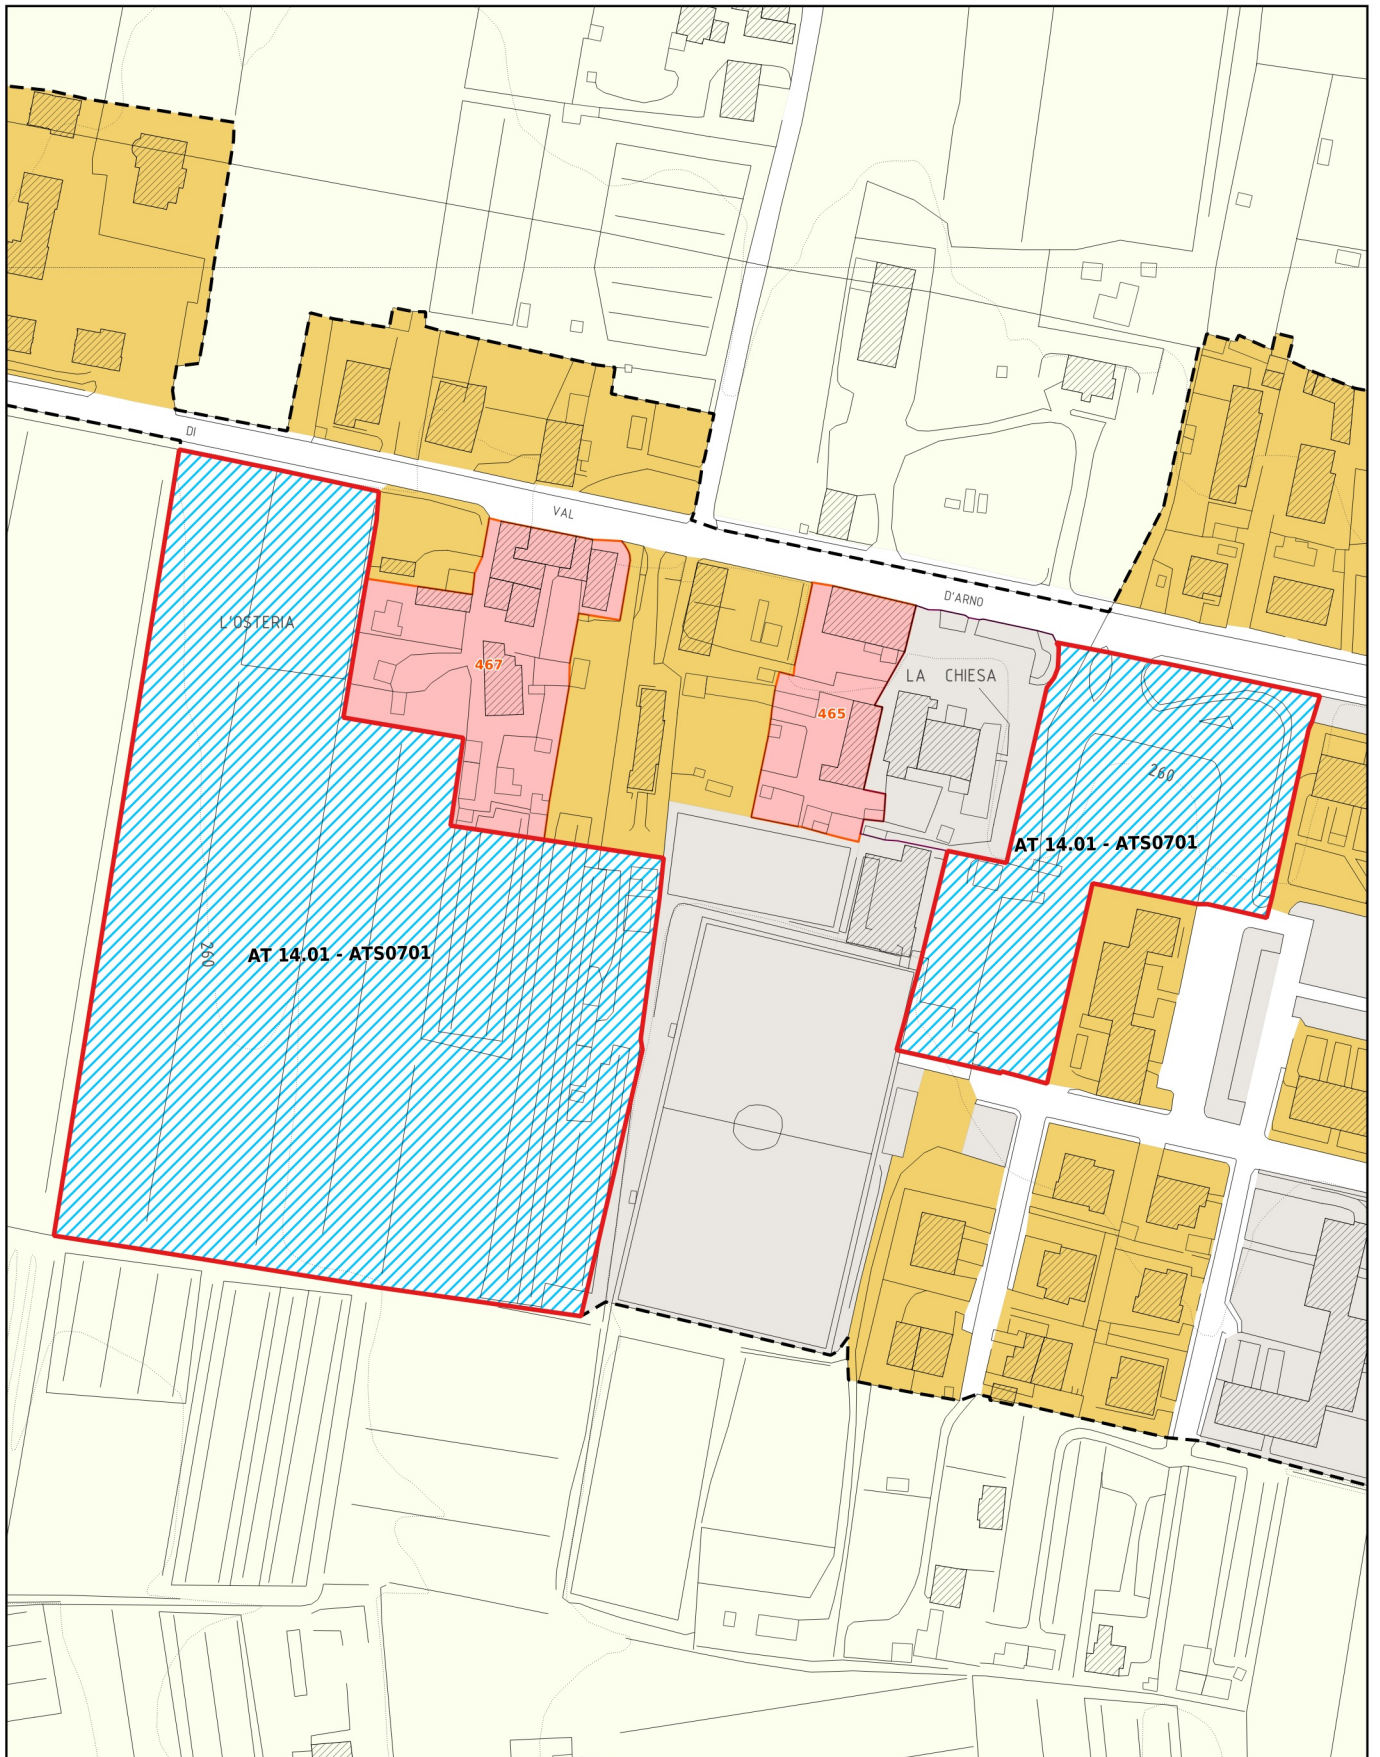 DI
VAL
D'ARNO
L'OSTERIA
467
LA CHIESA
465
260
AT 14.01 - ATS0701
260
AT 14.01 - ATS0701